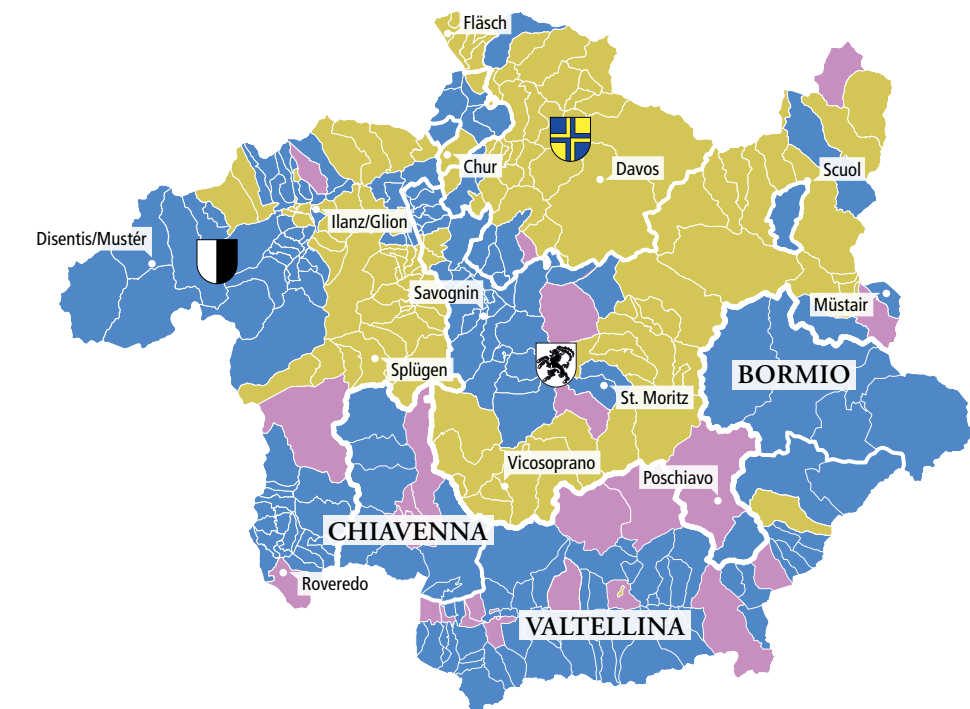 Fläsch
Chur
Davos
Scuol
Ilanz/Glion
Disentis/Mustér
Savognin
Müstair
Splügen
BORMIO
St. Moritz
Vicosoprano
Poschiavo
CHIAVENNA
Roveredo
VALTELLINA